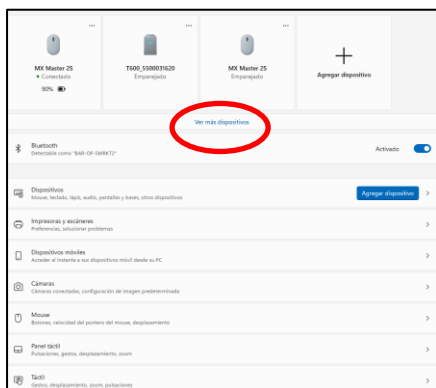 MX Master 2S
Conectado
90%
T600_5500031620
Emparejado
MX Master 2S
Emparejado
Agregar dispositivo
Ver más dispositivos
Bluetooth
Detectable como "BAR-OF-SMRKT2"
Activado
Dispositivos
Mouse, teclado, lápiz, audio, pantallas y bases, otros dispositivos
Agregar dispositivo
Impresoras y escáneres
Preferencias, solucionar problemas
Dispositivos móviles
Acceder al instante a sus dispositivos móvil desde su PC
Cámaras
Cámaras conectadas, configuración de imagen predeterminada
Mouse
Botones, velocidad del puntero del mouse, desplazamiento
Panel táctil
Pulsaciones, gestos, desplazamiento, zoom
Táctil
Gestos, desplazamiento, zoom, pulsaciones